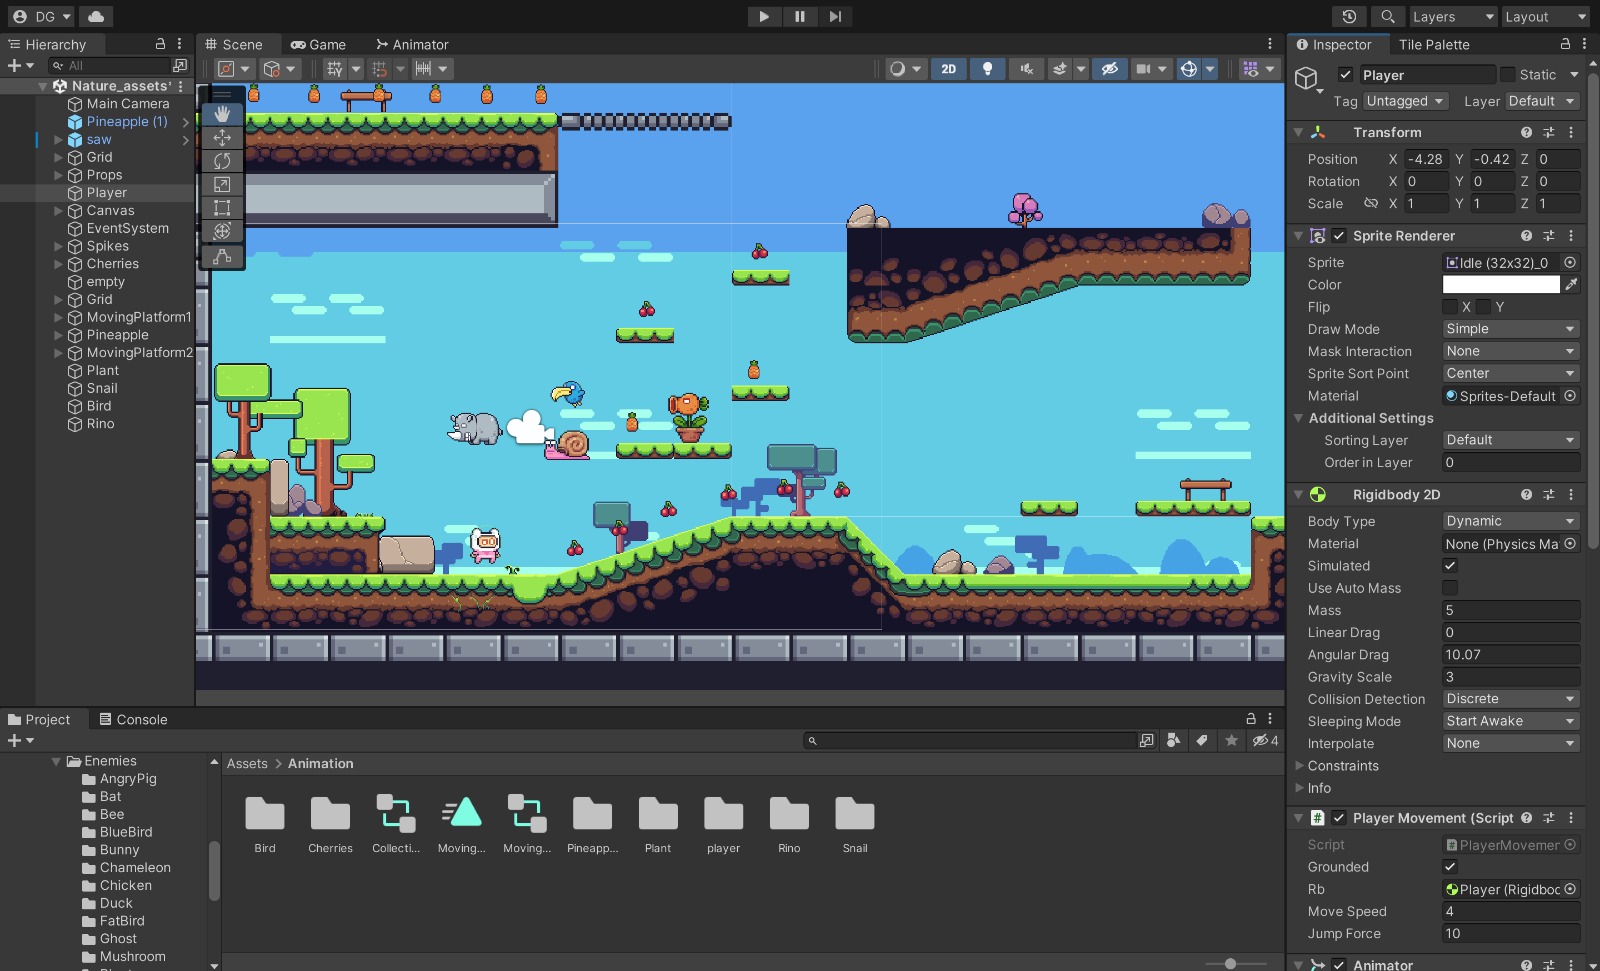 DG
Layers
Layout
Hierarchy
Scene
Game
Animator
Inspector
Tile Palette
All
2D
Nature_assets*
Main Camera
Pineapple (1)
saw
Grid
Props
Player
Canvas
EventSystem
Spikes
Cherries
empty
Grid
MovingPlatform1
Pineapple
MovingPlatform2
Plant
Snail
Bird
Rino
Player
Static
Tag Untagged Layer Default
Transform
Position X -4.28 Y -0.42 Z 0
Rotation X 0 Y 0 Z 0
Scale X 1 Y 1 Z 1
Sprite Renderer
Sprite Idle (32x32)_0
Color
Flip X Y
Draw Mode Simple
Mask Interaction None
Sprite Sort Point Center
Material Sprites-Default
Additional Settings
Sorting Layer Default
Order in Layer 0
Rigidbody 2D
Body Type Dynamic
Material None (Physics Ma
Simulated
Use Auto Mass
Mass 5
Linear Drag 0
Angular Drag 10.07
Gravity Scale 3
Collision Detection Discrete
Sleeping Mode Start Awake
Interpolate None
Constraints
Info
# Player Movement (Script
Script # PlayerMovemer
Grounded
Rb Player (Rigidboc
Move Speed 4
Jump Force 10
Animator
Project
Console
4
Enemies
AngryPig
Bat
Bee
BlueBird
Bunny
Chameleon
Chicken
Duck
FatBird
Ghost
Mushroom
Assets > Animation
Bird
Cherries
Collecti...
Moving...
Moving...
Pineapp...
Plant
player
Rino
Snail